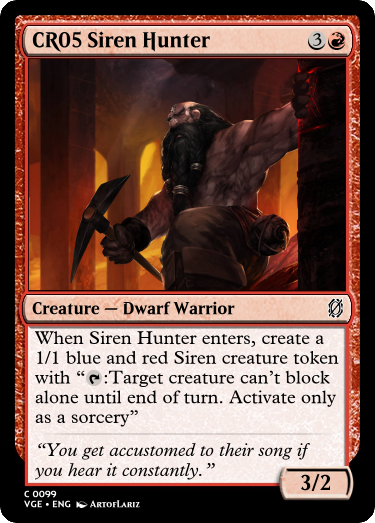 CR05 Siren Hunter 3
Creature — Dwarf Warrior
When Siren Hunter enters, create a
1/1 blue and red Siren creature token
with “:Target creature can’t block
alone until end of turn. Activate only
as a sorcery”
“You get accustomed to their song if
you hear it constantly.”
3/2
C 0099
VGE • ENG ArtofLariz